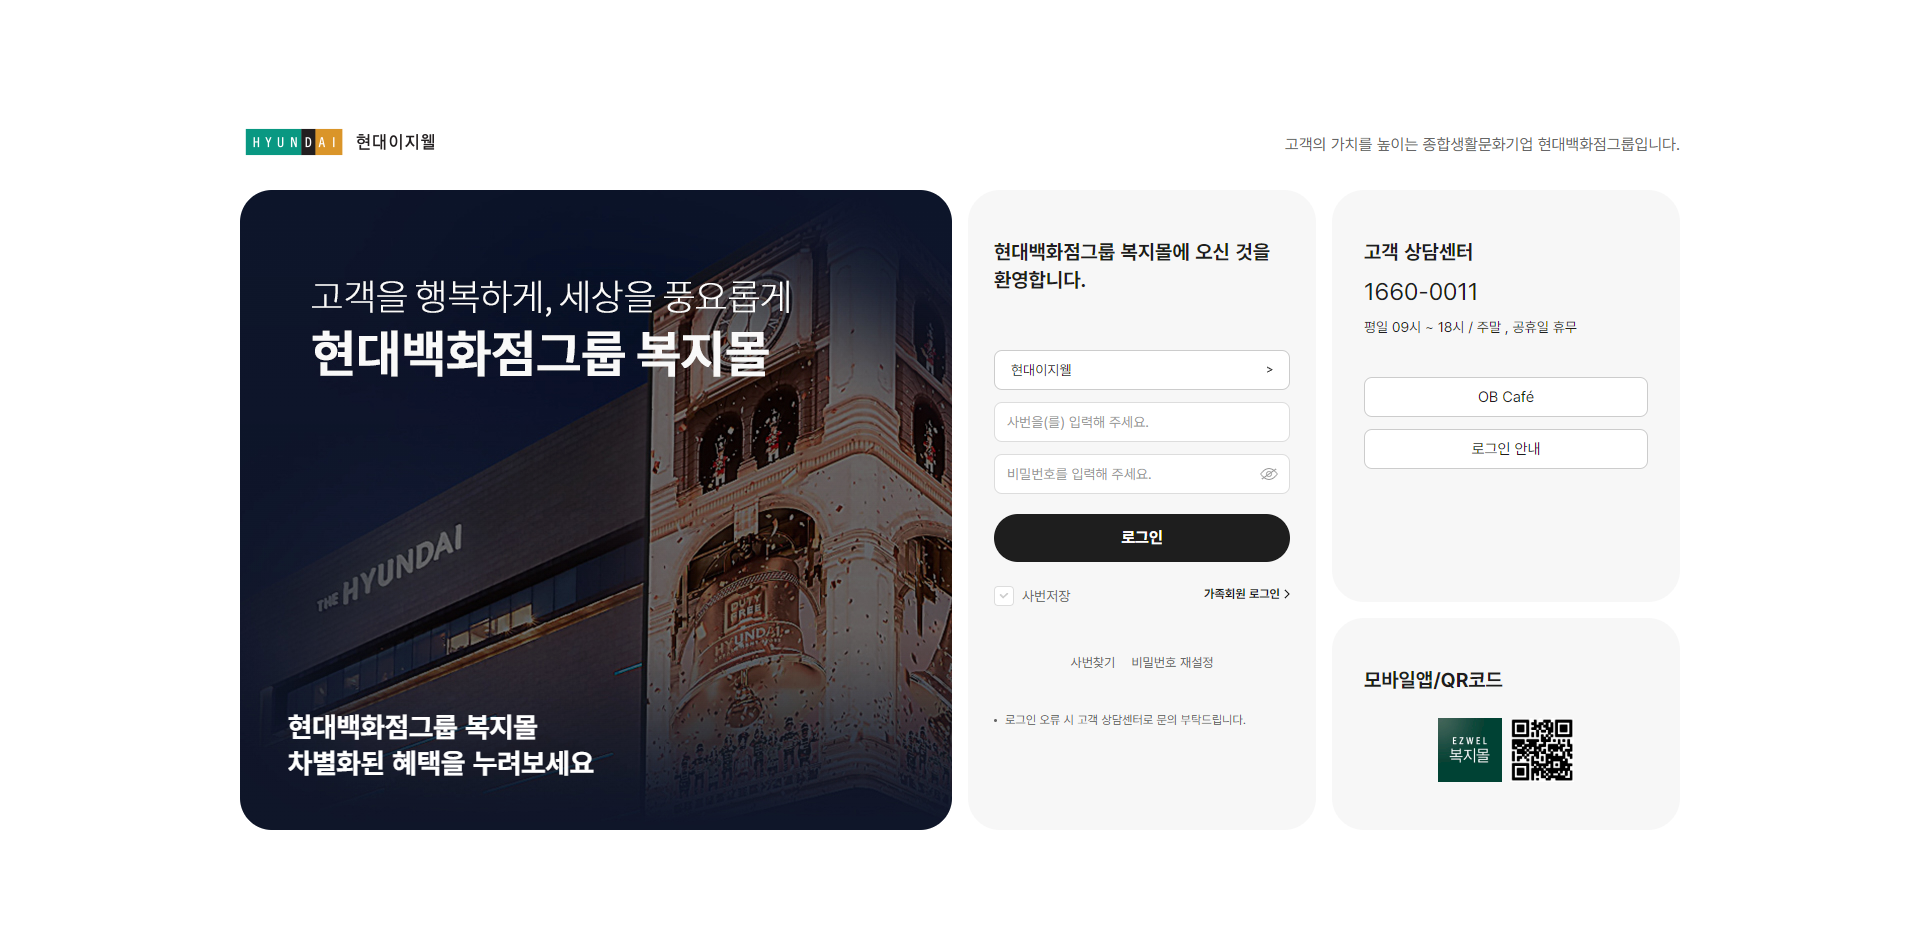 HYUNDAI 현대이지웰
고객의 가치를 높이는 종합생활문화기업 현대백화점그룹입니다.
고객을 행복하게, 세상을 풍요롭게
현대백화점그룹 복지몰
THE HYUNDAI
DUTY
FREE
HYUNDAI
현대백화점그룹 복지몰
차별화된 혜택을 누려보세요
현대백화점그룹 복지몰에 오신 것을
환영합니다.
현대이지웰 >
사번을(를) 입력해 주세요.
비밀번호를 입력해 주세요.
로그인
사번저장
가족회원 로그인 >
사번찾기 비밀번호 재설정
• 로그인 오류 시 고객 상담센터로 문의 부탁드립니다.
고객 상담센터
1660-0011
평일 09시 ~ 18시 / 주말 , 공휴일 휴무
OB Café
로그인 안내
모바일앱/QR코드
EZWEL
복지몰